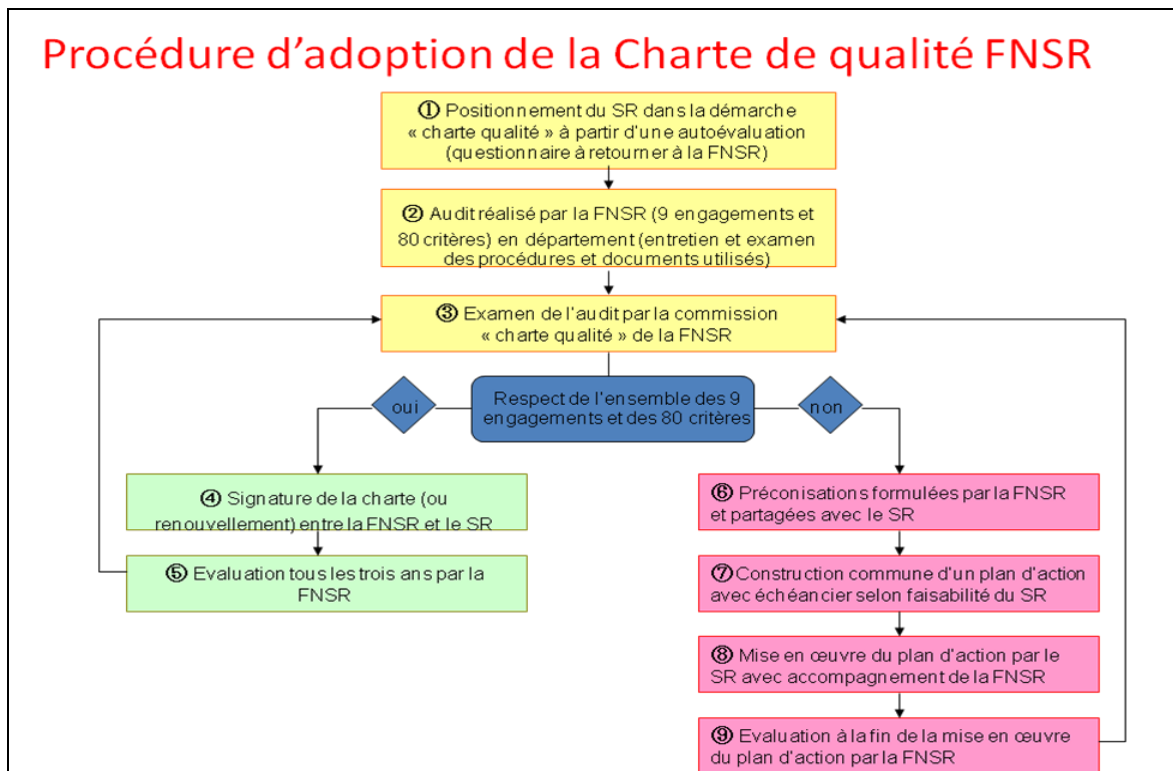 Procédure d’adoption de la Charte de qualité FNSR
① Positionnement du SR dans la démarche
« charte qualité » à partir d'une autoévaluation
(questionnaire à retourner à la FNSR)
② Audit réalisé par la FNSR (9 engagements et
80 critères) en département (entretien et examen
des procédures et documents utilisés)
③ Examen de l'audit par la commission
« charte qualité » de la FNSR
oui
Respect de l'ensemble des 9
engagements et des 80 critères
non
④ Signature de la charte (ou
renouvellement) entre la FNSR et le SR
⑤ Evaluation tous les trois ans par la
FNSR
⑥ Préconisations formulées par la FNSR
et partagées avec le SR
⑦ Construction commune d'un plan d'action
avec échéancier selon faisabilité du SR
⑧ Mise en œuvre du plan d'action par le
SR avec accompagnement de la FNSR
⑨ Evaluation à la fin de la mise en œuvre
du plan d'action par la FNSR